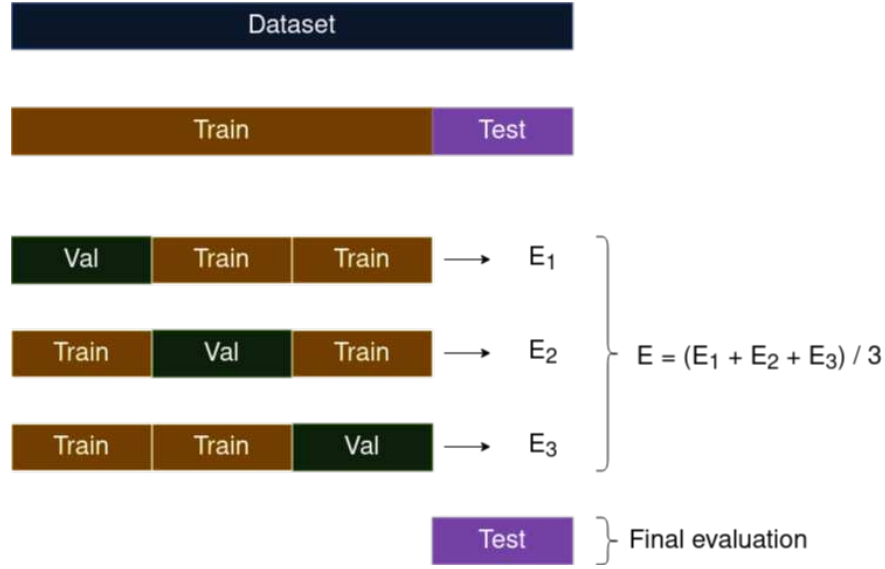 Dataset
Train Test
Val Train Train E₁
Train Val Train E₂
E = (E₁ + E₂ + E₃) / 3
Train Train Val E₃
Test Final evaluation